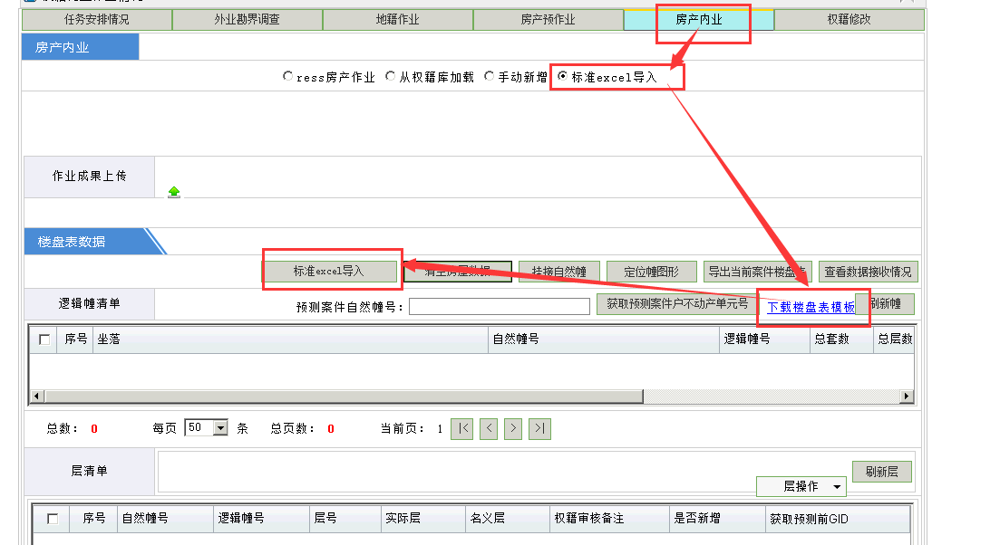 任务安排情况 外业勘界调查 地籍作业 房产预作业 房产内业 权籍修改
房产内业
ress房产作业 从权籍库加载 手动新增 标准excel导入
作业成果上传
楼盘表数据
标准excel导入 清空房屋数据 挂接自然幢 定位幢图形 导出当前案件楼盘表 查看数据接收情况
逻辑幢清单 预测案件自然幢号: 获取预测案件户不动产单元号 下载楼盘表模板 刷新幢
序号 坐落 自然幢号 逻辑幢号 总套数 总层数
总数: 0 每页 50 条 总页数: 0 当前页: 1 |< < > >|
层清单 刷新层
层操作
序号 自然幢号 逻辑幢号 层号 实际层 名义层 权籍审核备注 是否新增 获取预测前GID